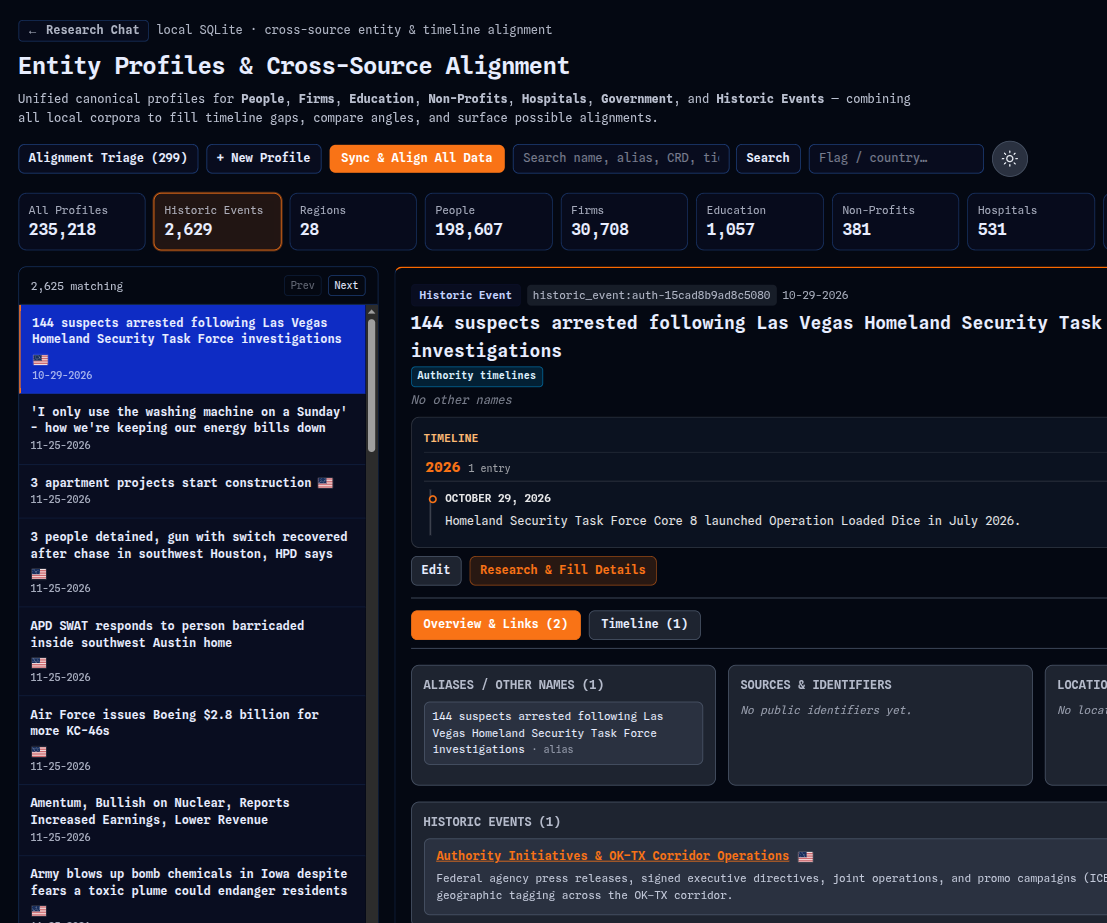 ← Research Chat local SQLite · cross-source entity & timeline alignment
Entity Profiles & Cross-Source Alignment
Unified canonical profiles for People, Firms, Education, Non-Profits, Hospitals, Government, and Historic Events — combining
all local corpora to fill timeline gaps, compare angles, and surface possible alignments.
Alignment Triage (299) + New Profile Sync & Align All Data Search name, alias, CRD, Search Flag / country…
All Profiles Historic Events Regions People Firms Education Non-Profits Hospitals
235,218 2,629 28 198,607 30,708 1,057 381 531
2,625 matching Prev Next
144 suspects arrested following Las Vegas
Homeland Security Task Force investigations
10-29-2026
'I only use the washing machine on a Sunday'
– how we're keeping our energy bills down
11-25-2026
3 apartment projects start construction
11-25-2026
3 people detained, gun with switch recovered
after chase in southwest Houston, HPD says
11-25-2026
APD SWAT responds to person barricaded
inside southwest Austin home
11-25-2026
Air Force issues Boeing $2.8 billion for
more KC-46s
11-25-2026
Amentum, Bullish on Nuclear, Reports
Increased Earnings, Lower Revenue
11-25-2026
Army blows up bomb chemicals in Iowa despite
fears a toxic plume could endanger residents
Historic Event historic_event:auth-15cad8b9ad8c5080 10-29-2026
144 suspects arrested following Las Vegas Homeland Security Task
investigations
Authority timelines
No other names
TIMELINE
2026 1 entry
OCTOBER 29, 2026
Homeland Security Task Force Core 8 launched Operation Loaded Dice in July 2026.
Edit Research & Fill Details
Overview & Links (2) Timeline (1)
ALIASES / OTHER NAMES (1)
144 suspects arrested following Las
Vegas Homeland Security Task Force
investigations · alias
SOURCES & IDENTIFIERS
No public identifiers yet.
LOCATIO
No loca
HISTORIC EVENTS (1)
Authority Initiatives & OK-TX Corridor Operations
Federal agency press releases, signed executive directives, joint operations, and promo campaigns (ICE
geographic tagging across the OK-TX corridor.